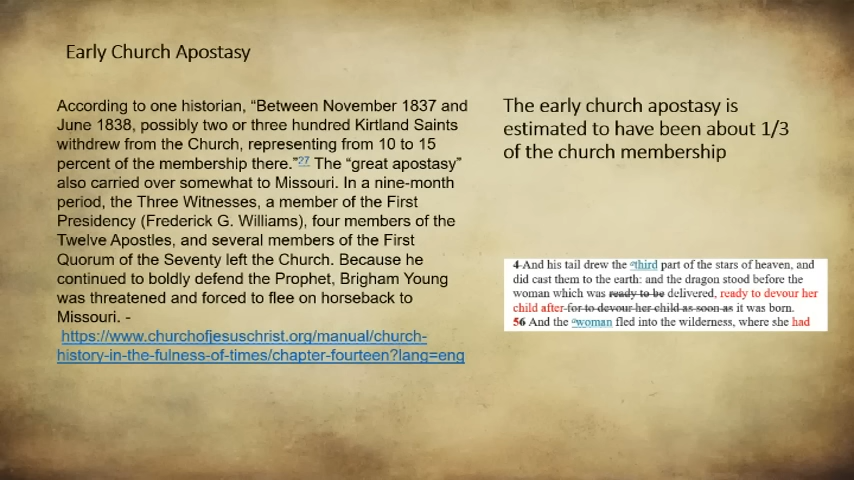 Early Church Apostasy
According to one historian, “Between November 1837 and
June 1838, possibly two or three hundred Kirtland Saints
withdrew from the Church, representing from 10 to 15
percent of the membership there.”27 The “great apostasy”
also carried over somewhat to Missouri. In a nine-month
period, the Three Witnesses, a member of the First
Presidency (Frederick G. Williams), four members of the
Twelve Apostles, and several members of the First
Quorum of the Seventy left the Church. Because he
continued to boldly defend the Prophet, Brigham Young
was threatened and forced to flee on horseback to
Missouri. -
https://www.churchofjesuschrist.org/manual/church-
history-in-the-fulness-of-times/chapter-fourteen?lang=eng
The early church apostasy is
estimated to have been about 1/3
of the church membership
4 And his tail drew the athird part of the stars of heaven, and
did cast them to the earth: and the dragon stood before the
woman which was ready to be delivered, ready to devour her
child after for to devour her child as soon as it was born.
56 And the awoman fled into the wilderness, where she had